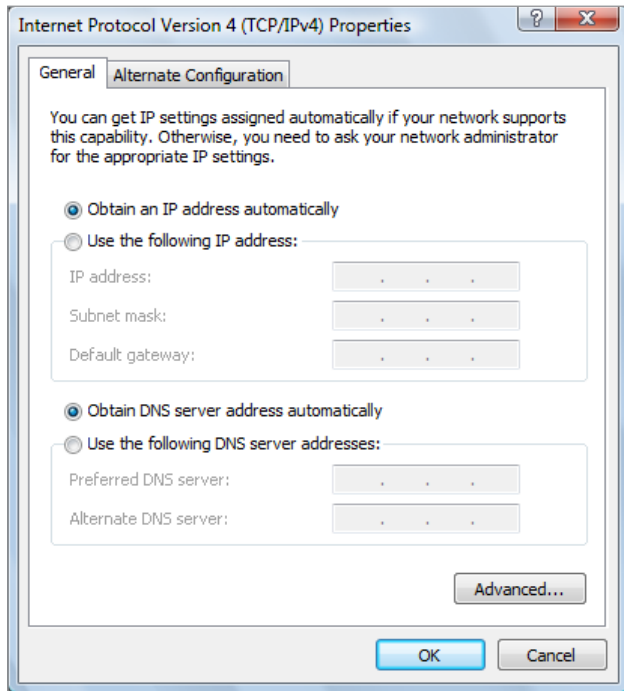 Internet Protocol Version 4 (TCP/IPv4) Properties
General
Alternate Configuration
You can get IP settings assigned automatically if your network supports
this capability. Otherwise, you need to ask your network administrator
for the appropriate IP settings.
Obtain an IP address automatically
Use the following IP address:
IP address:
Subnet mask:
Default gateway:
Obtain DNS server address automatically
Use the following DNS server addresses:
Preferred DNS server:
Alternate DNS server:
Advanced...
OK
Cancel